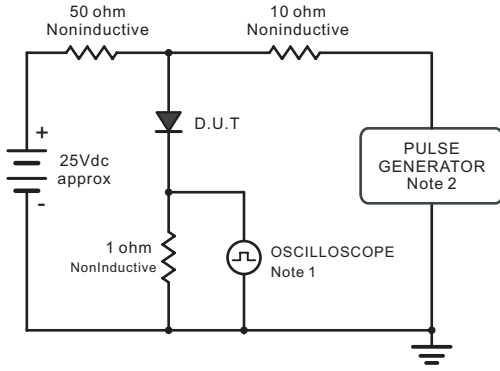 50 ohm
Noninductive
10 ohm
Noninductive
D.U.T
+
25Vdc
approx
-
PULSE
GENERATOR
Note 2
1 ohm
NonInductive
OSCILLOSCOPE
Note 1